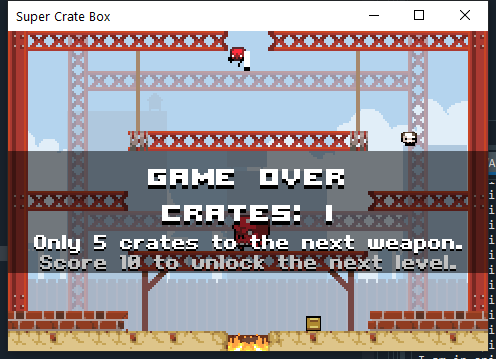 Super Crate Box
GAME OVER
CRATES: 1
Only 5 crates to the next weapon.
Score 10 to unlock the next level.